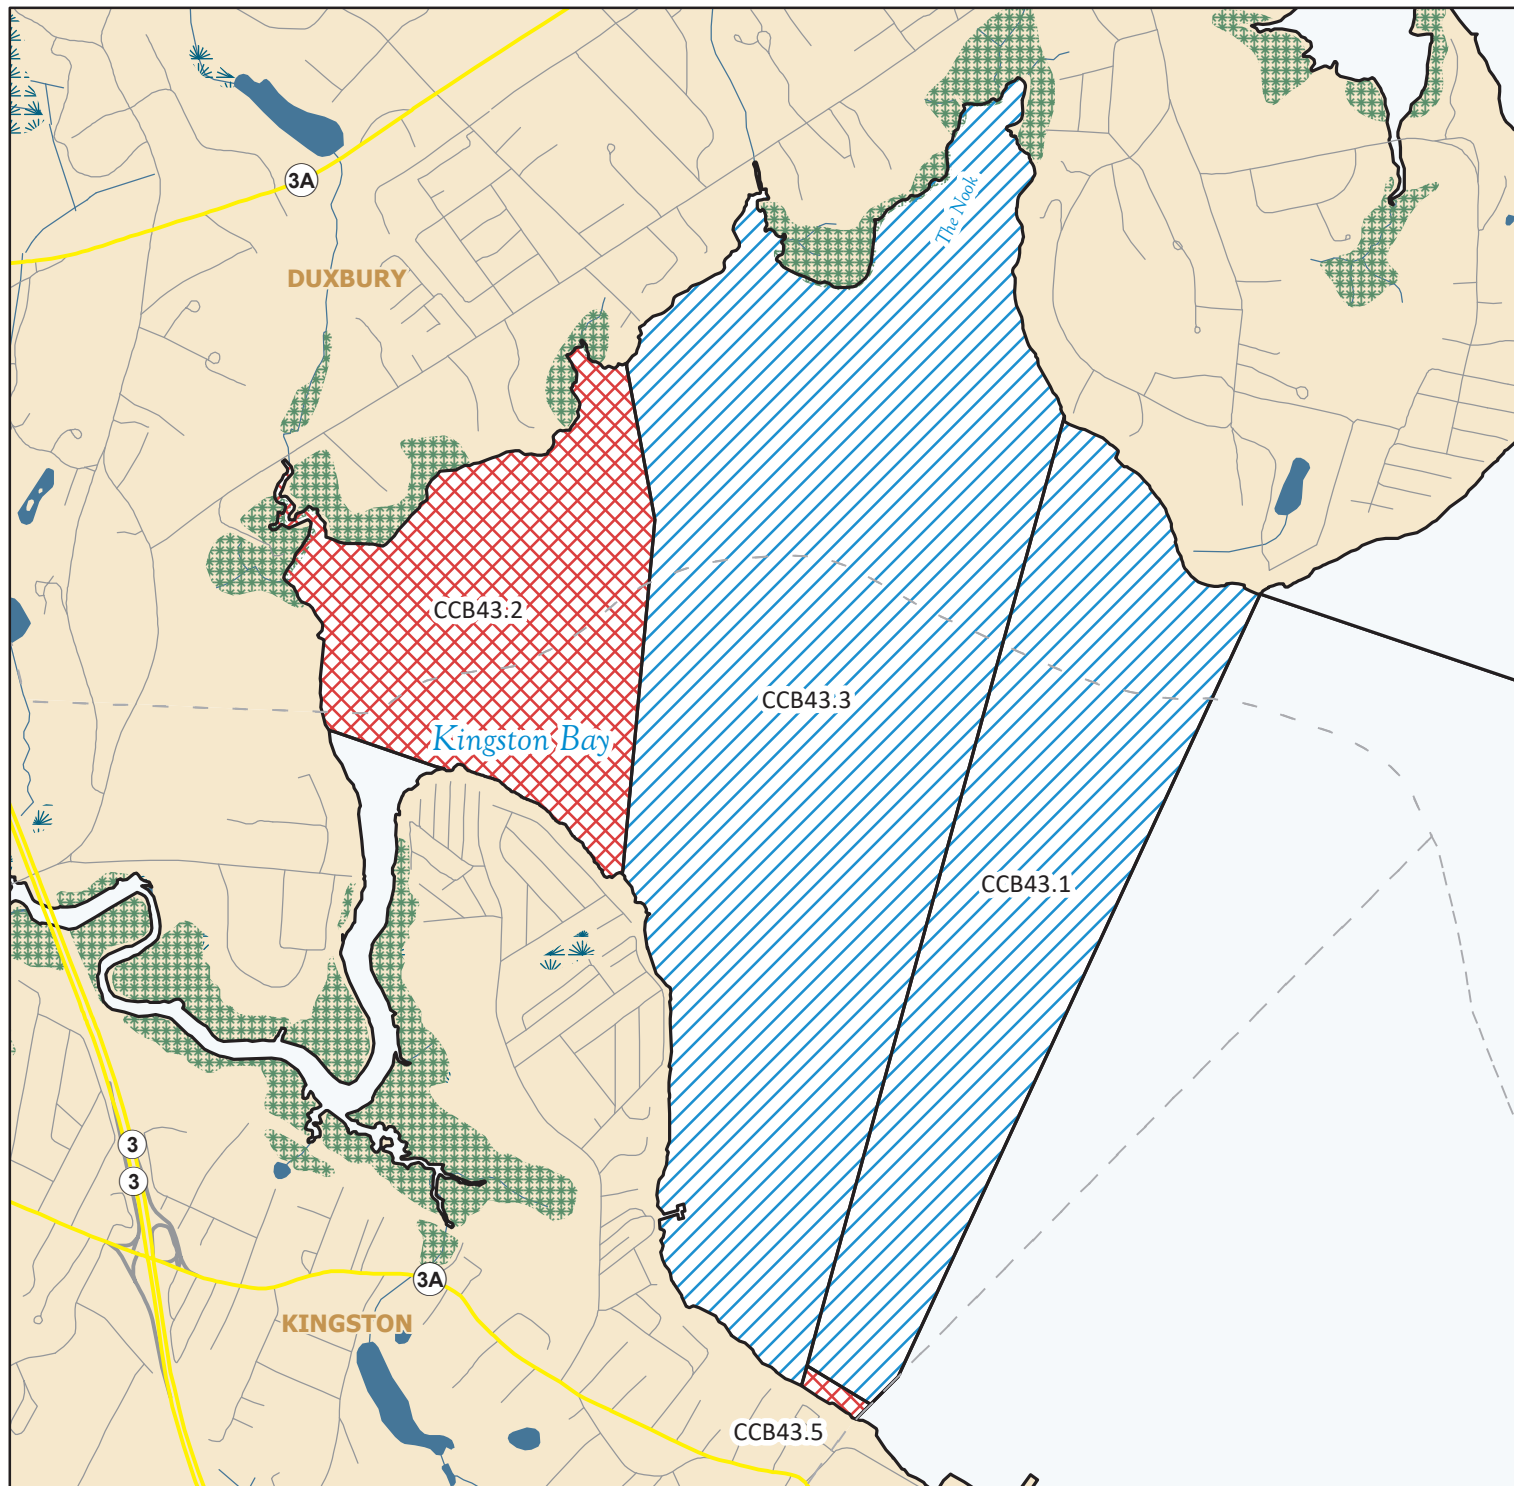 3A
The Nook
DUXBURY
CCB43.2
CCB43.3
Kingston Bay
CCB43.1
3
3
3A
KINGSTON
CCB43.5